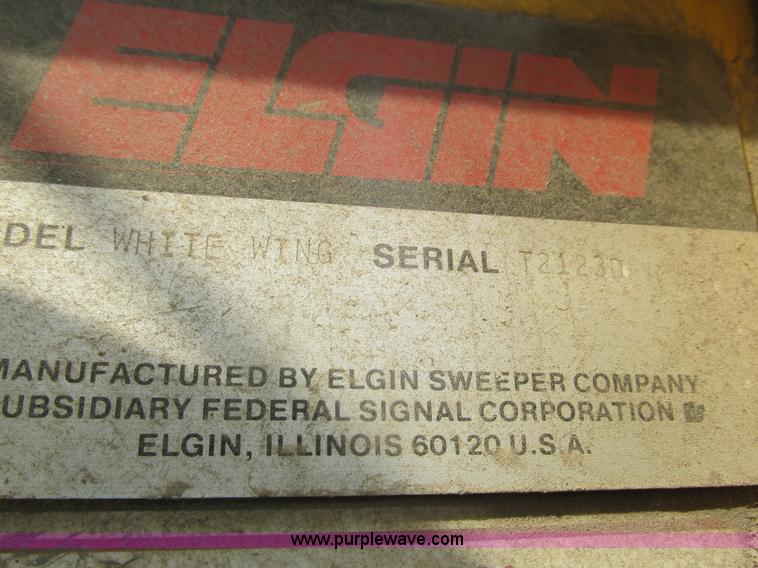 ELGIN
DEL WHITE WING SERIAL T21230
MANUFACTURED BY ELGIN SWEEPER COMPANY
SUBSIDIARY FEDERAL SIGNAL CORPORATION
ELGIN, ILLINOIS 60120 U.S.A.
www.purplewave.com